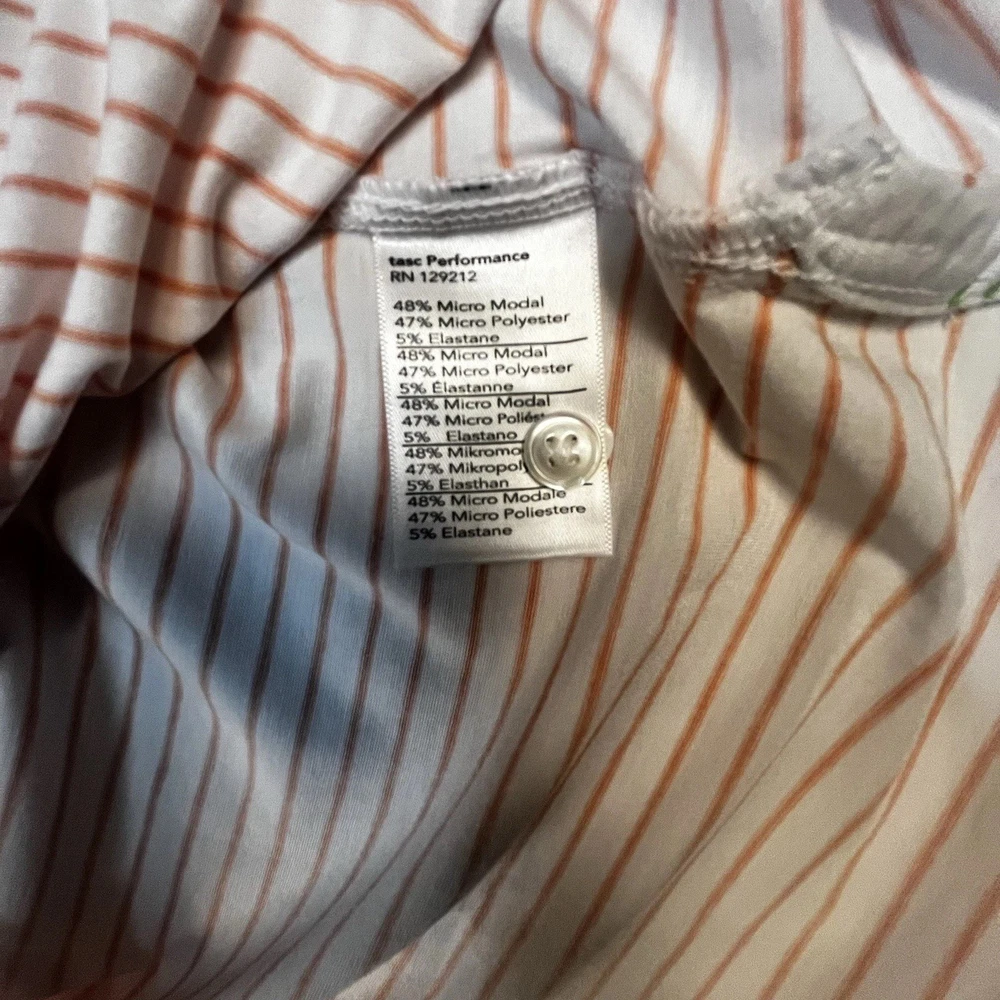 tasc Performance
RN 129212
48% Micro Modal
47% Micro Polyester
5% Elastane
48% Micro Modal
47% Micro Polyester
5% Élastanne
48% Micro Modal
47% Micro
5% Elastano
48%
47%
5% Elasthan
48% Micro Modale
47% Micro Poliestere
5% Elastane